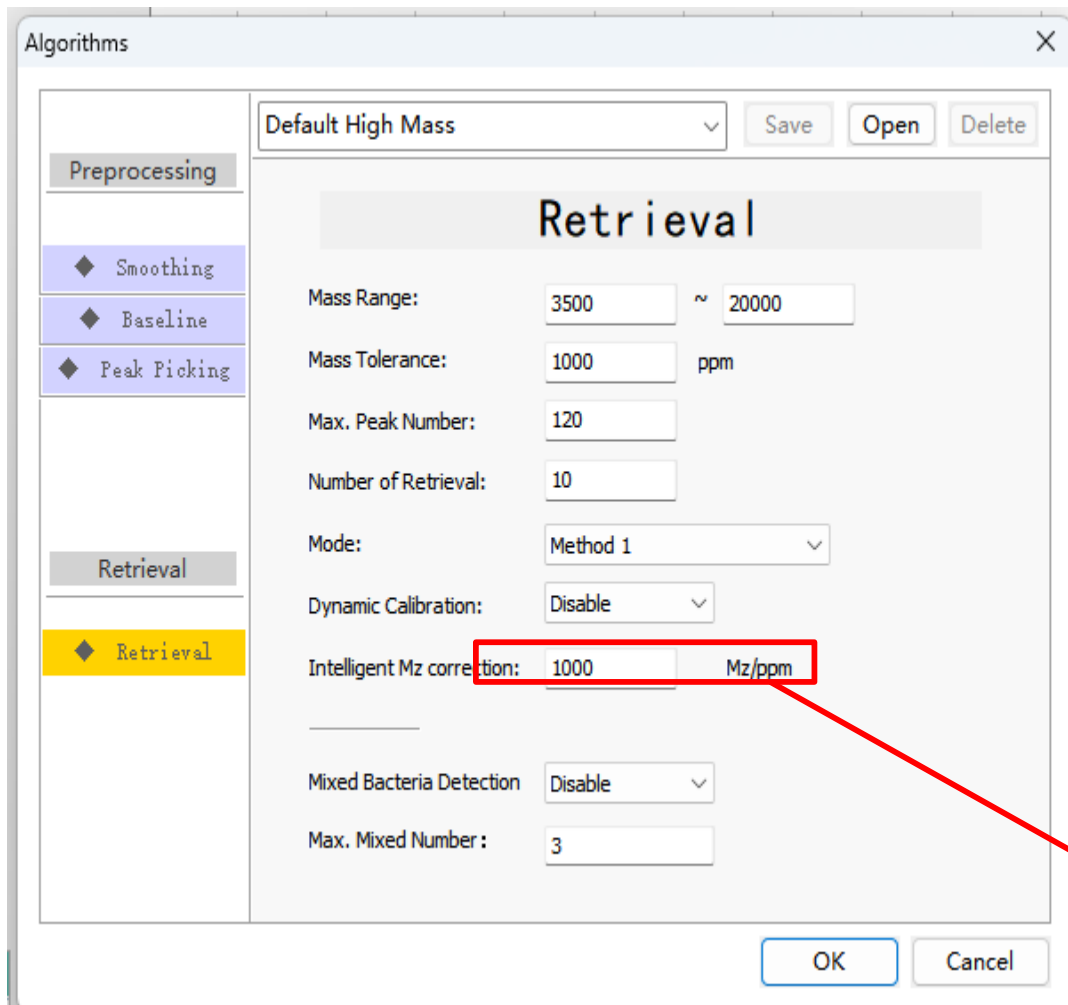 Algorithms
Default High Mass Save Open Delete
Preprocessing
Smoothing
Baseline
Peak Picking
Retrieval
Retrieval
Retrieval
Mass Range: 3500 ~ 20000
Mass Tolerance: 1000 ppm
Max. Peak Number: 120
Number of Retrieval: 10
Mode: Method 1
Dynamic Calibration: Disable
Intelligent Mz correction: 1000 Mz/ppm
Mixed Bacteria Detection Disable
Max. Mixed Number: 3
OK Cancel